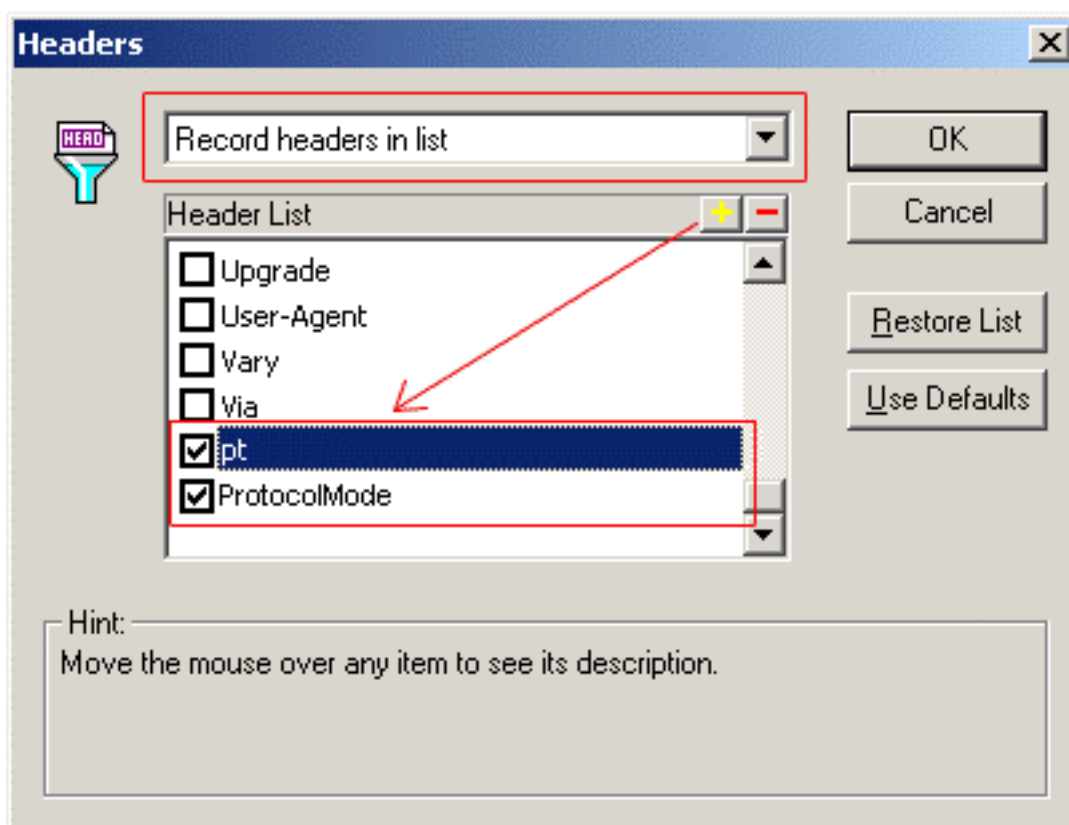 Headers
HEAD
Record headers in list
OK
Header List
Cancel
Upgrade
User-Agent
Restore List
Vary
Via
Use Defaults
pt
ProtocolMode
Hint:
Move the mouse over any item to see its description.